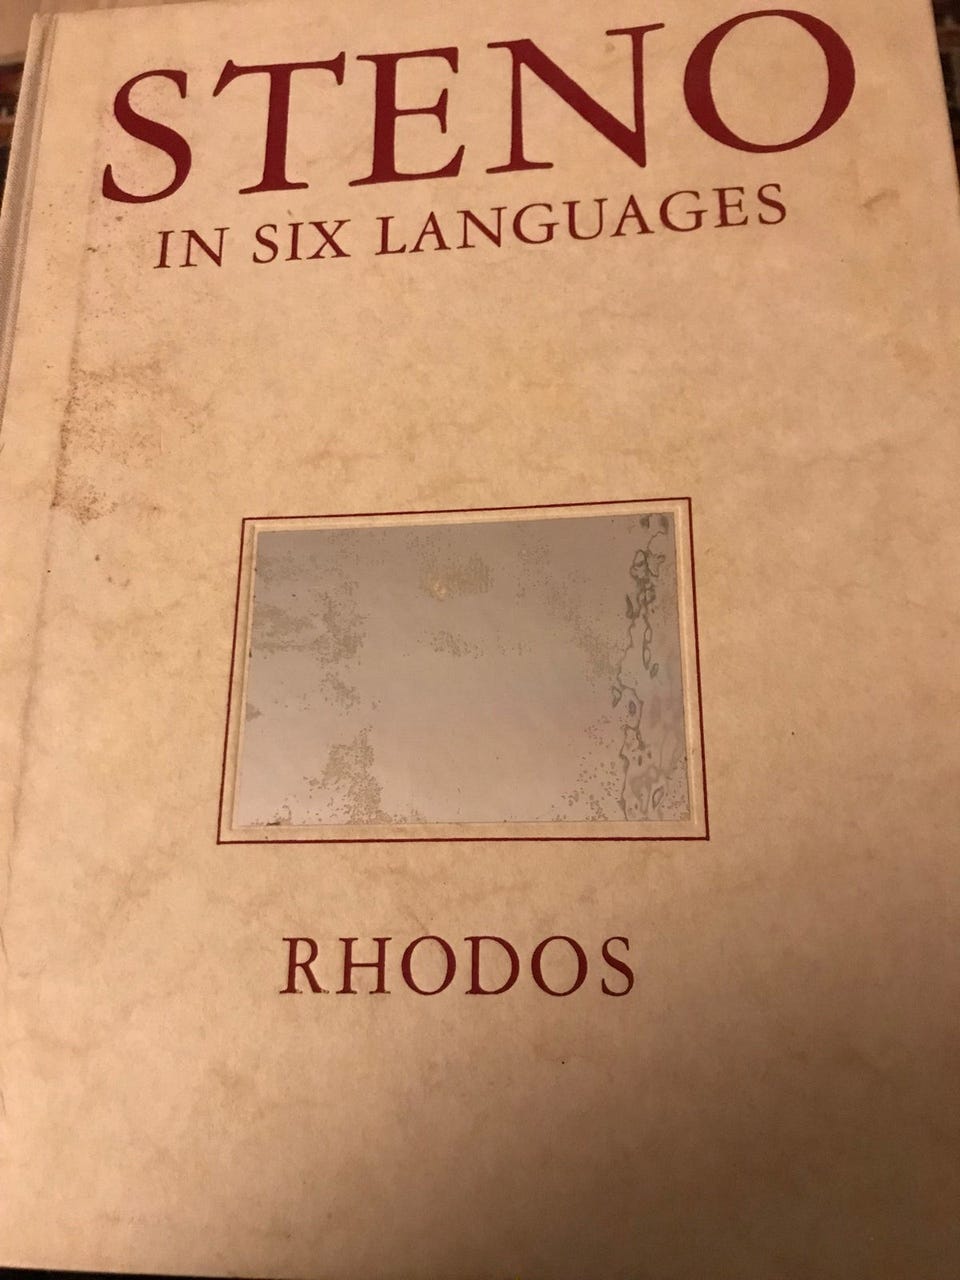 STENO
IN SIX LANGUAGES
RHODOS